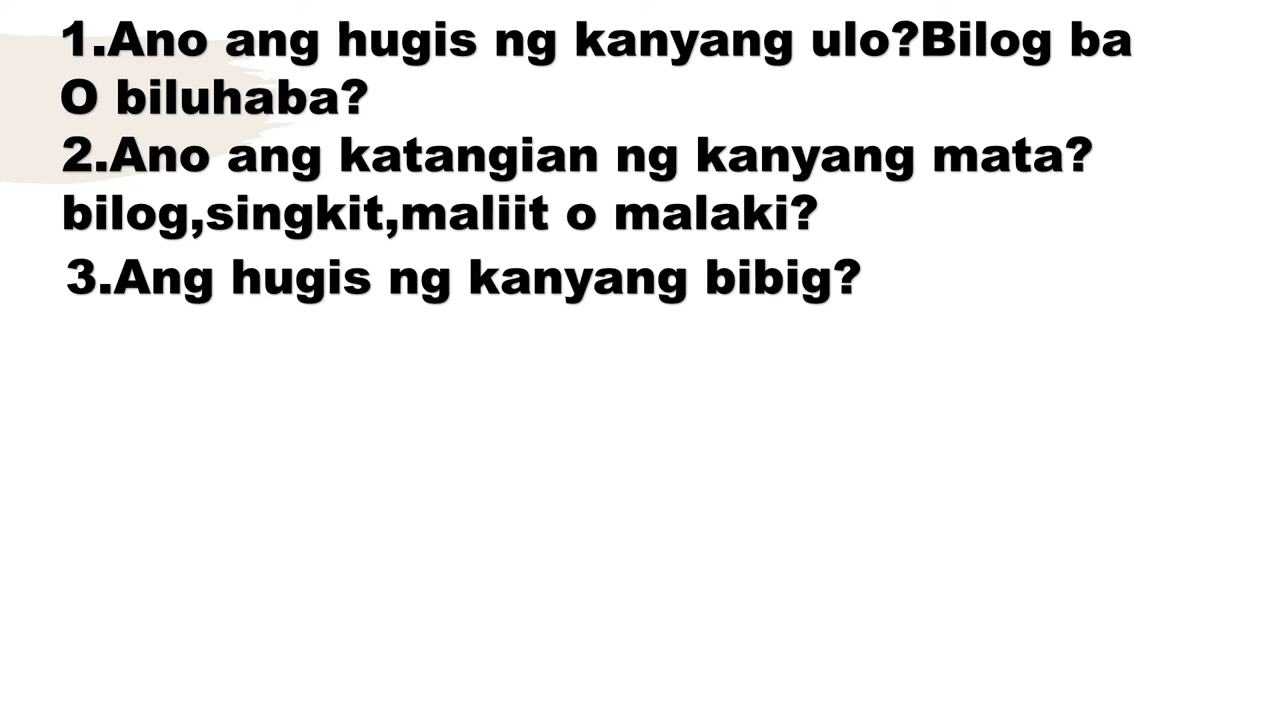 1.Ano ang hugis ng kanyang ulo?Bilog ba
O biluhaba?
2.Ano ang katangian ng kanyang mata?
bilog,singkit,maliit o malaki?
3.Ang hugis ng kanyang bibig?